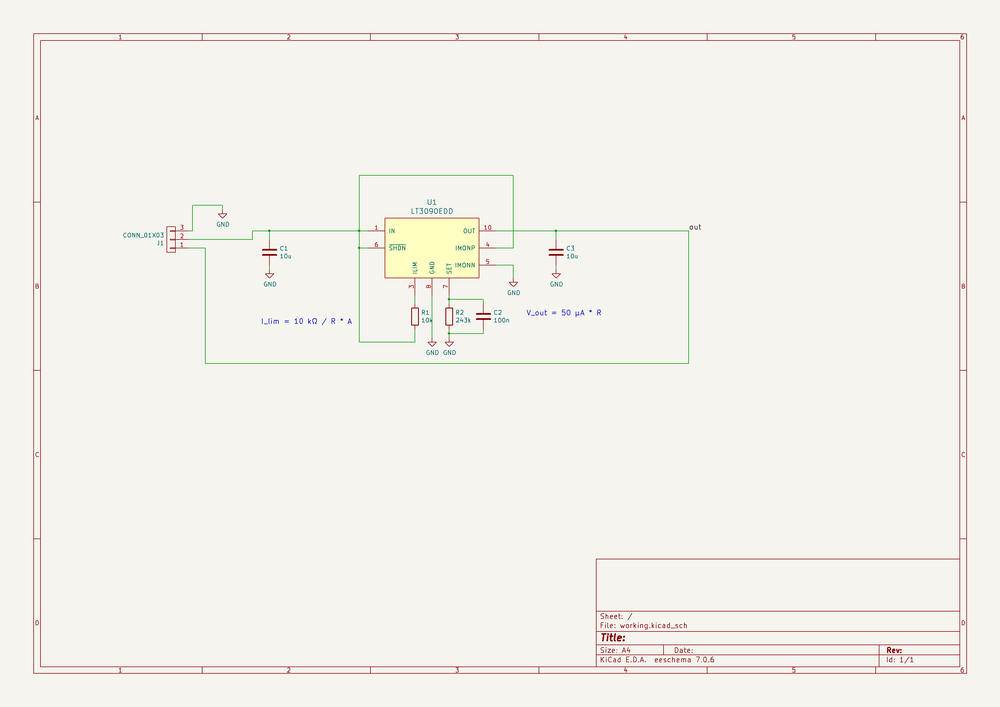 1 2 3 4 5 6
A A
U1
LT3090EDD
GND
CONN_01X03
J1
3
2
1
C1
10u
GND
1 IN OUT 10
6 SHDN IMONP 4
IMONN 5
ILIM GND SET
3 8 7
out
C3
10u
GND
GND
B B
R1
10k
R2
243k
C2
100n
I_lim = 10 kΩ / R * A
V_out = 50 µA * R
GND GND
C C
D D
Sheet: /
File: working.kicad_sch
Title:
Size: A4 Date: Rev:
KiCad E.D.A. eeschema 7.0.6 Id: 1/1
1 2 3 4 5 6